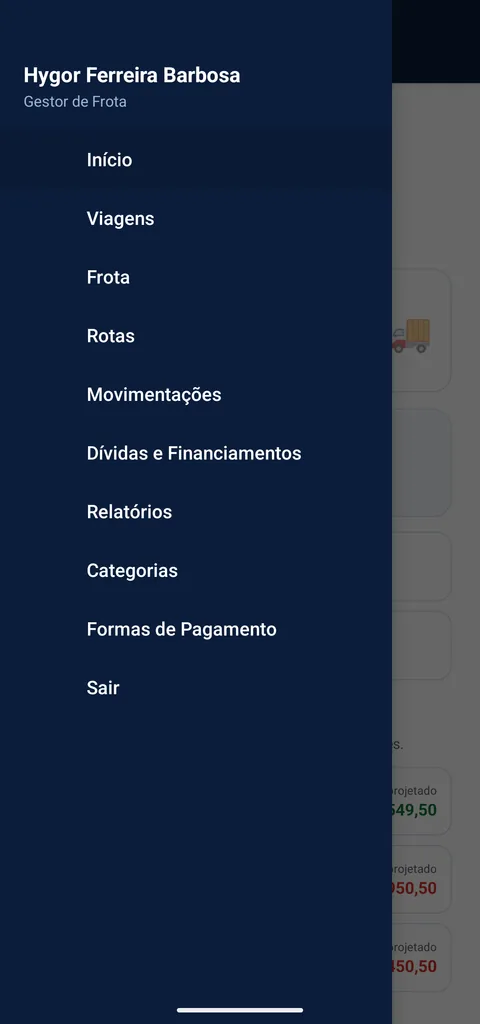 Hygor Ferreira Barbosa
Gestor de Frota
Início
Viagens
Frota
Rotas
Movimentações
Dívidas e Financiamentos
Relatórios
Categorias
Formas de Pagamento
Sair